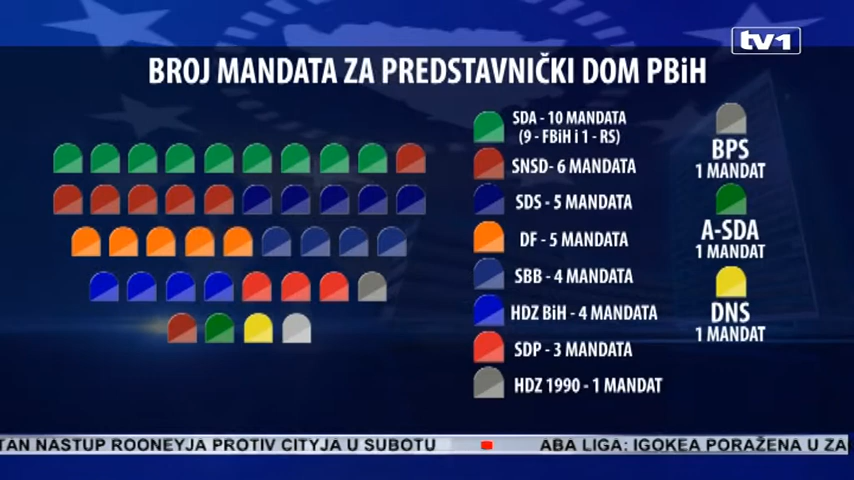 tv1
BROJ MANDATA ZA PREDSTAVNIČKI DOM PBiH
SDA - 10 MANDATA
(9 - FBiH i 1 - RS)
SNSD- 6 MANDATA
SDS - 5 MANDATA
DF - 5 MANDATA
SBB - 4 MANDATA
HDZ BiH - 4 MANDATA
SDP - 3 MANDATA
HDZ 1990 - 1 MANDAT
BPS
1 MANDAT
A-SDA
1 MANDAT
DNS
1 MANDAT
TAN NASTUP ROONEYJA PROTIV CITYJA U SUBOTU ABA LIGA: IGOKEA PORAŽENA U ZA